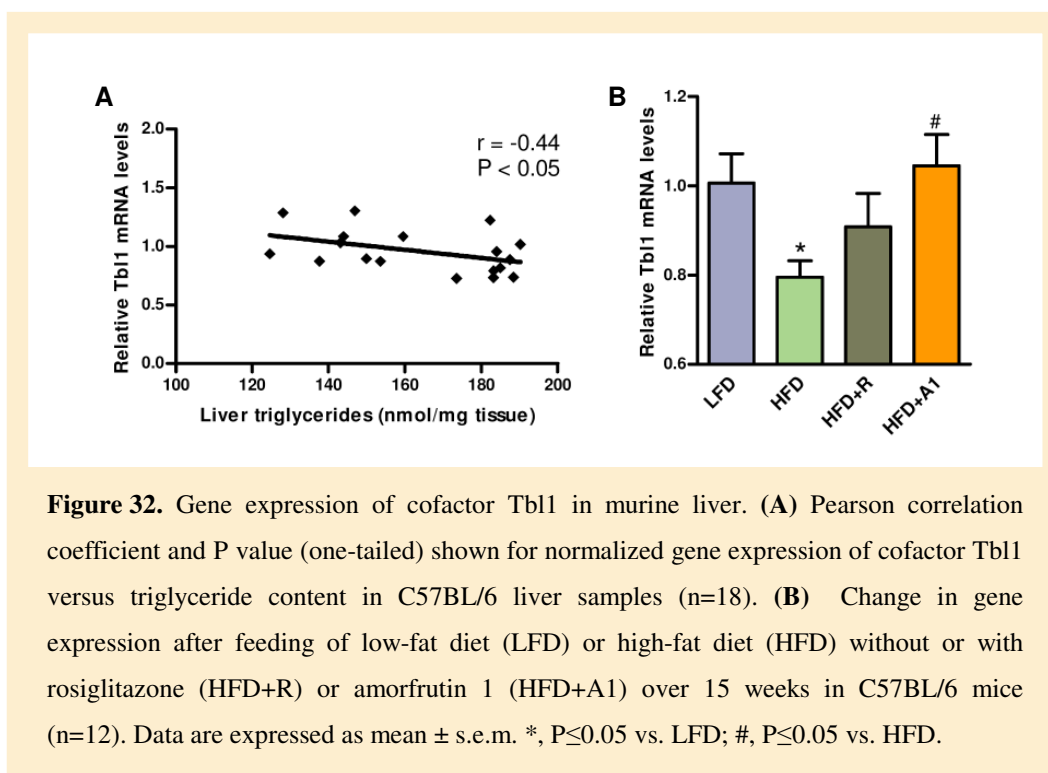 A
Relative Tbl1 mRNA levels
2.0
1.5
1.0
0.5
0.0
100 120 140 160 180 200
Liver triglycerides (nmol/mg tissue)
r = -0.44
P < 0.05
B
Relative Tbl1 mRNA levels
1.2
1.0
0.8
0.6
*
#
LFD
HFD
HFD+R
HFD+A1
Figure 32. Gene expression of cofactor Tbl1 in murine liver. (A) Pearson correlation
coefficient and P value (one-tailed) shown for normalized gene expression of cofactor Tbl1
versus triglyceride content in C57BL/6 liver samples (n=18). (B) Change in gene
expression after feeding of low-fat diet (LFD) or high-fat diet (HFD) without or with
rosiglitazone (HFD+R) or amorfrutin 1 (HFD+A1) over 15 weeks in C57BL/6 mice
(n=12). Data are expressed as mean ± s.e.m. *, P≤0.05 vs. LFD; #, P≤0.05 vs. HFD.